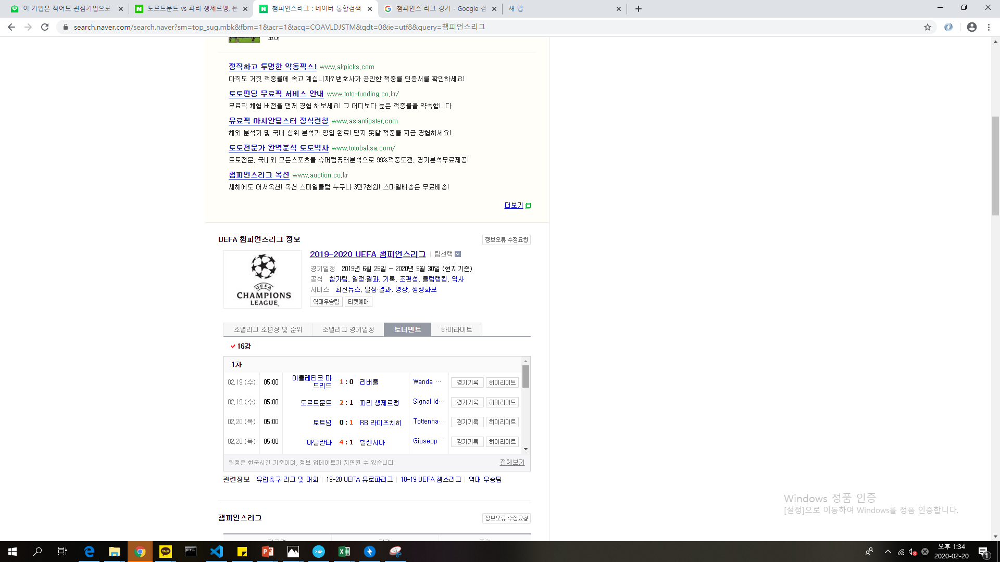 이 기업은 적어도 관심기업으로
도르트문트 vs 파리 생제르맹, 문
챔피언스리그 : 네이버 통합검색
챔피언스 리그 경기 - Google 검
새 탭
search.naver.com/search.naver?sm=top_sug.mbk&fbm=1&acr=1&acq=COAVLDJSTM&qdt=0&ie=utf8&query=챔피언스리그
정직하고 투명한 악동픽스! www.akpicks.com
아직도 거짓 적중률에 속고 계십니까? 변호사가 공인한 적중률 인증서를 확인하세요!
토토펀딩 무료픽 서비스 안내 www.toto-funding.co.kr/
무료픽 체험 버전을 먼저 경험 해보세요! 그 어디보다 높은 적중률을 약속합니다
유료픽 아시안팁스터 정식런칭 www.asiantipster.com
해외 분석가 및 국내 상위 분석가 영입 완료! 믿지 못할 적중률 지금 경험하세요!
토토전문가 완벽분석 토토박사 www.totobaksa.com/
토토전문, 국내외 모든스포츠를 슈퍼컴퓨터분석으로 99%적중도전, 경기분석무료제공!
챔피언스리그 옥션 www.auction.co.kr
새해에도 어서옥션! 옥션 스마일클럽 누구나 3만7천원! 스마일배송은 무료배송!
더보기
UEFA 챔피언스리그 정보 정보오류 수정요청
UEFA
CHAMPIONS
LEAGUE
2019-2020 UEFA 챔피언스리그 팀선택
경기일정 2019년 6월 25일 ~ 2020년 5월 30일 (현지기준)
공식 참가팀, 일정·결과, 기록, 조편성, 클럽랭킹, 역사
서비스 최신뉴스, 일정·결과, 영상, 생생화보
역대우승팀 티켓예매
조별리그 조편성 및 순위 조별리그 경기일정 토너먼트 하이라이트
16강
1차
02.19.(수) 05:00 아틀레티코 마드리드 1 : 0 리버풀 Wanda ··· 경기기록 하이라이트
02.19.(수) 05:00 도르트문트 2 : 1 파리 생제르맹 Signal Id··· 경기기록 하이라이트
02.20.(목) 05:00 토트넘 0 : 1 RB 라이프치히 Tottenha··· 경기기록 하이라이트
02.20.(목) 05:00 아탈란타 4 : 1 발렌시아 Giusepp··· 경기기록 하이라이트
일정은 한국시간 기준이며, 정보 업데이트가 지연될 수 있습니다. 전체보기
관련정보 유럽축구 리그 및 대회 19-20 UEFA 유로파리그 18-19 UEFA 챔스리그 역대 우승팀
챔피언스리그 정보오류 수정요청
Windows 정품 인증
[설정]으로 이동하여 Windows를 정품 인증합니다.
TALK
오후 1:34
2020-02-20
1